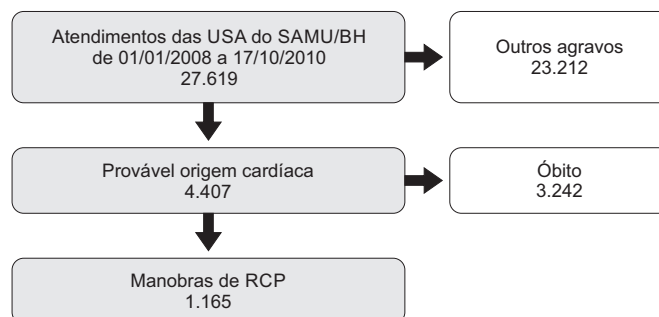 Atendimentos das USA do SAMU/BH
de 01/01/2008 a 17/10/2010
27.619
Outros agravos
23.212
Provável origem cardíaca
4.407
Óbito
3.242
Manobras de RCP
1.165